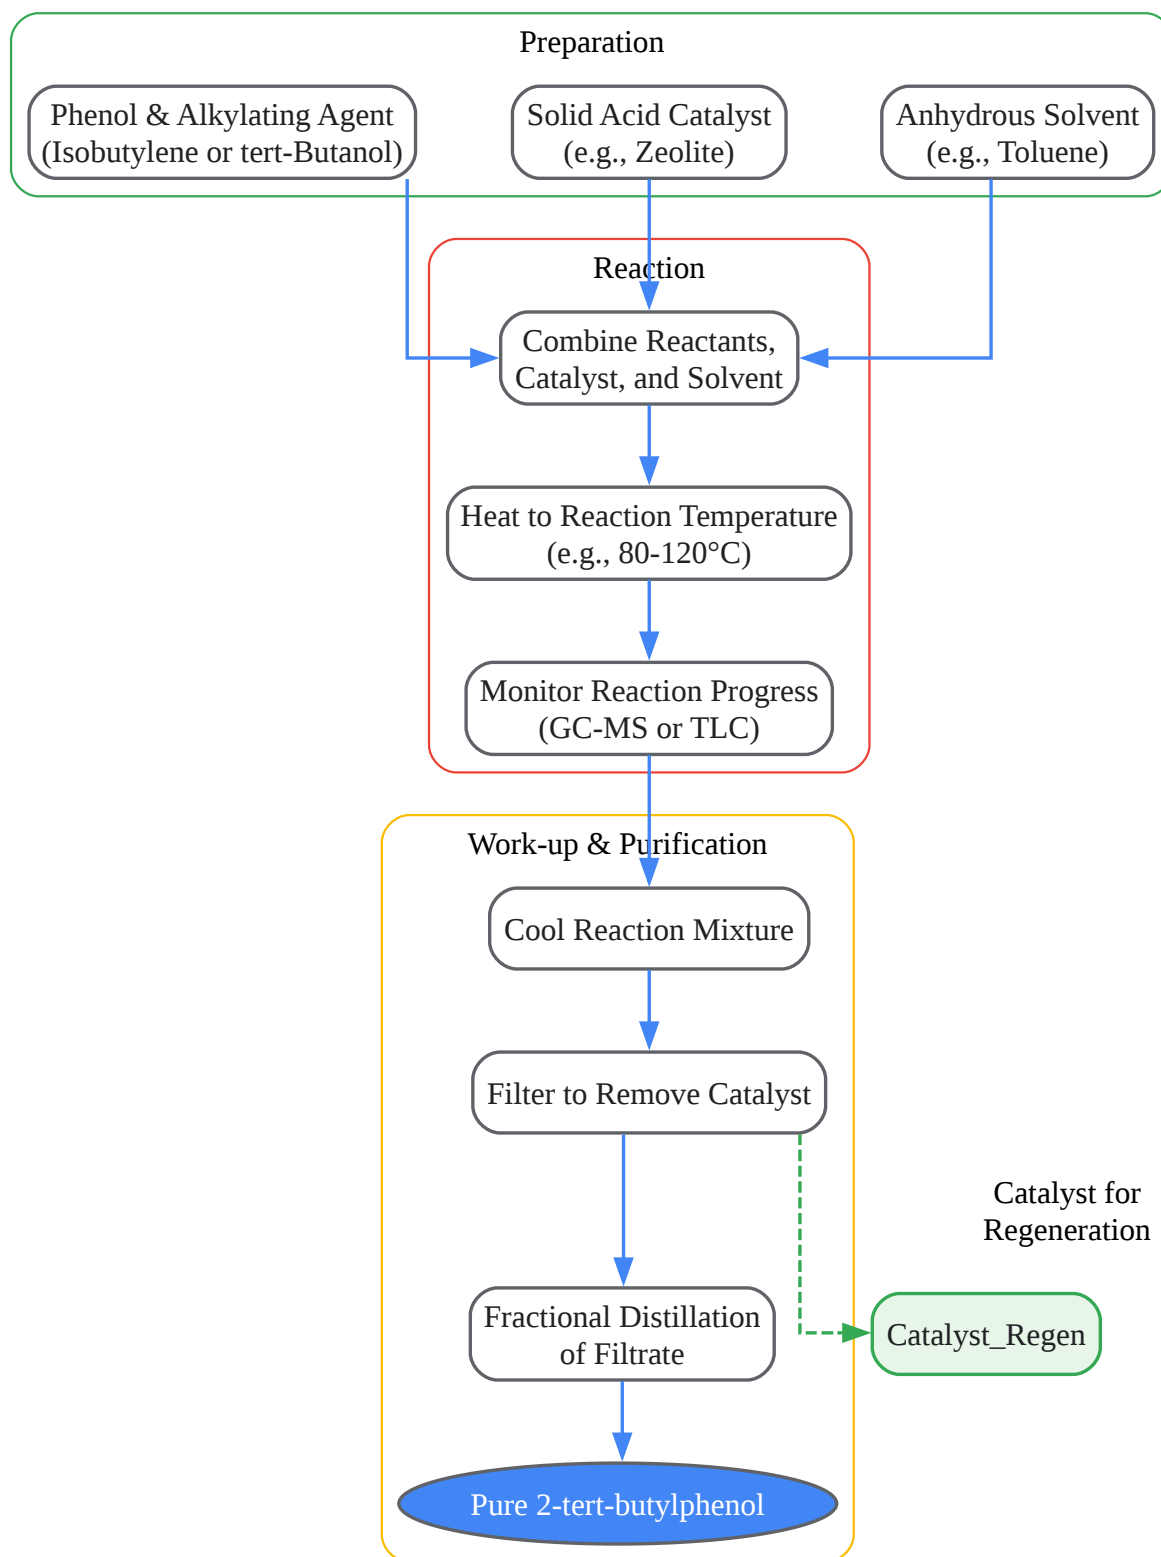 Preparation
Phenol & Alkylating Agent
(Isobutylene or tert-Butanol)
Solid Acid Catalyst
(e.g., Zeolite)
Anhydrous Solvent
(e.g., Toluene)
Reaction
Combine Reactants,
Catalyst, and Solvent
Heat to Reaction Temperature
(e.g., 80-120°C)
Monitor Reaction Progress
(GC-MS or TLC)
Work-up & Purification
Cool Reaction Mixture
Filter to Remove Catalyst
Catalyst for
Regeneration
Fractional Distillation
of Filtrate
Catalyst_Regen
Pure 2-tert-butylphenol